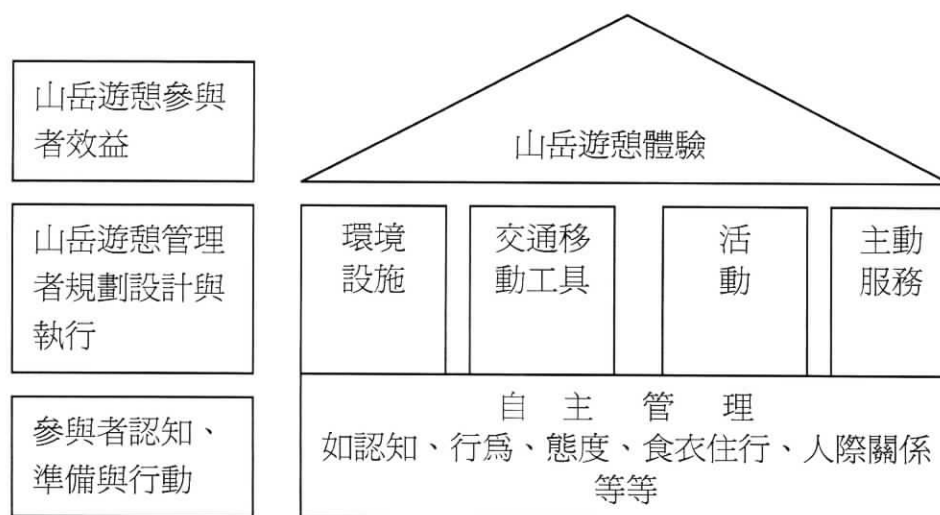 山岳遊憩參與
者效益
山岳遊憩體驗
山岳遊憩管理
者規劃設計與
執行
環境
設施
交通移
動工具
活
動
主動
服務
參與者認知、
準備與行動
自主管理
如認知、行為、態度、食衣住行、人際關係
等等